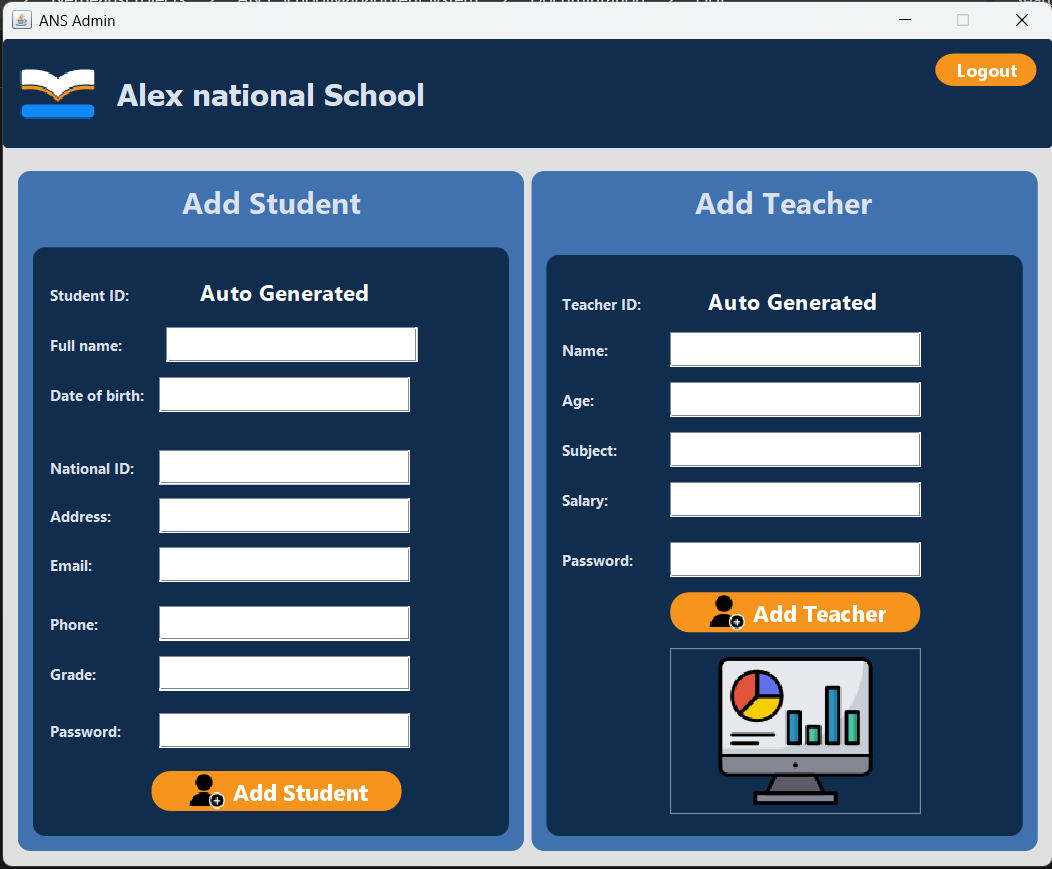 ANS Admin
Alex national School
Logout
Add Student
Student ID:
Auto Generated
Full name:
Date of birth:
National ID:
Address:
Email:
Phone:
Grade:
Password:
Add Student
Add Teacher
Teacher ID:
Auto Generated
Name:
Age:
Subject:
Salary:
Password:
Add Teacher